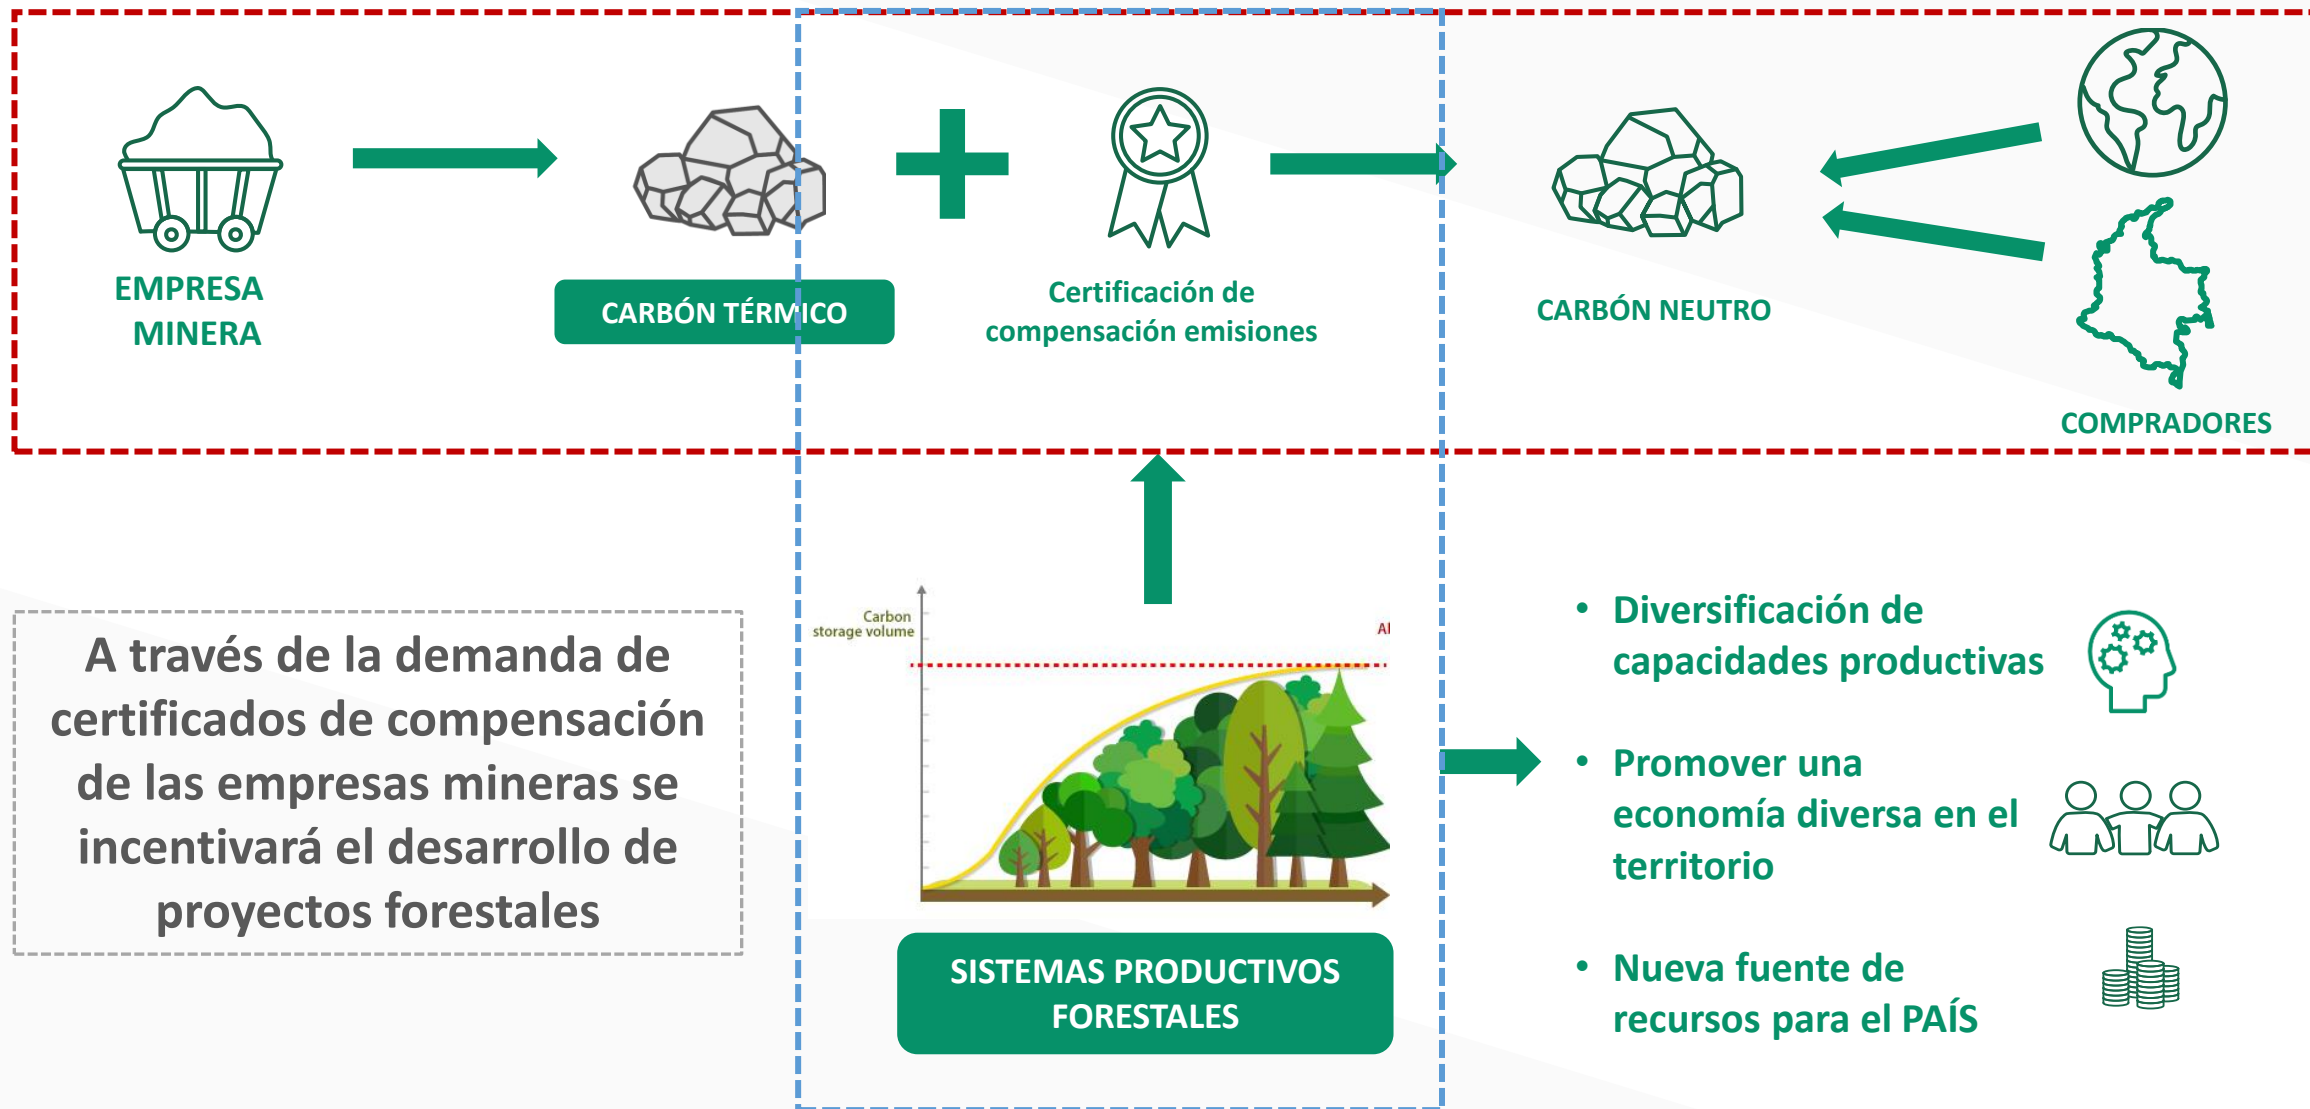 EMPRESA
MINERA
CARBÓN TÉRMICO
Certificación de
compensación emisiones
CARBÓN NEUTRO
COMPRADORES
A través de la demanda de
certificados de compensación
de las empresas mineras se
incentivará el desarrollo de
proyectos forestales
Carbon
storage volume
SISTEMAS PRODUCTIVOS
FORESTALES
• Diversificación de
capacidades productivas
• Promover una
economía diversa en el
territorio
• Nueva fuente de
recursos para el PAÍS